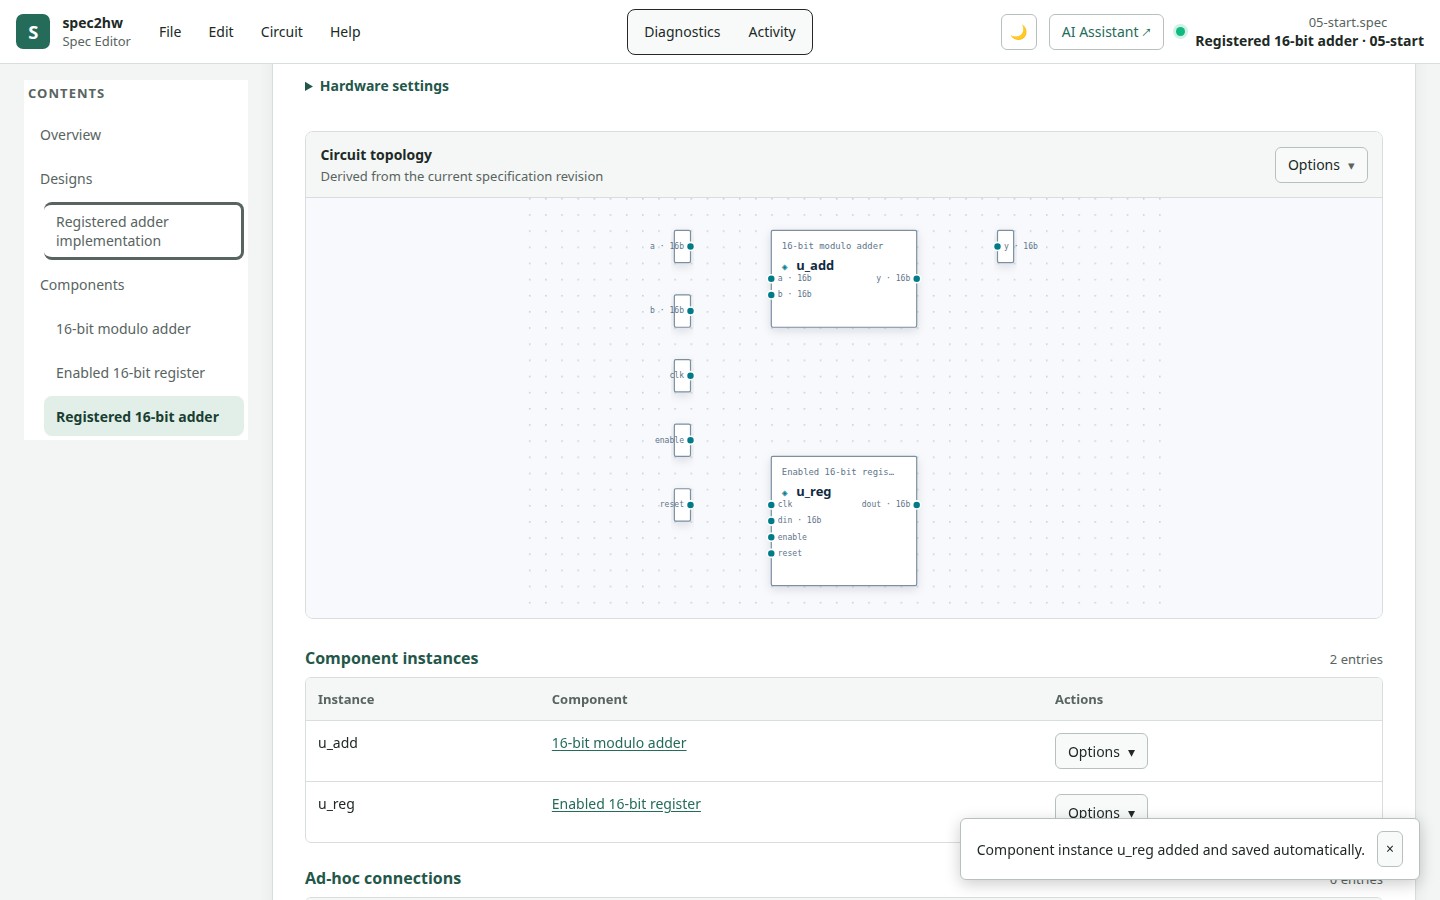 S
spec2hw
Spec Editor
File
Edit
Circuit
Help
Diagnostics
Activity
AI Assistant ↗
05-start.spec
Registered 16-bit adder · 05-start
CONTENTS
Overview
Designs
Registered adder
implementation
Components
16-bit modulo adder
Enabled 16-bit register
Registered 16-bit adder
▶ Hardware settings
Circuit topology
Derived from the current specification revision
Options ▾
a · 16b
b · 16b
clk
enable
reset
16-bit modulo adder
◈ u_add
a · 16b
y · 16b
b · 16b
y · 16b
Enabled 16-bit regis…
◈ u_reg
clk
dout · 16b
din · 16b
enable
reset
Component instances
2 entries
Instance
Component
Actions
u_add
16-bit modulo adder
Options ▾
u_reg
Enabled 16-bit register
Options ▾
Component instance u_reg added and saved automatically.
×
Ad-hoc connections
entries